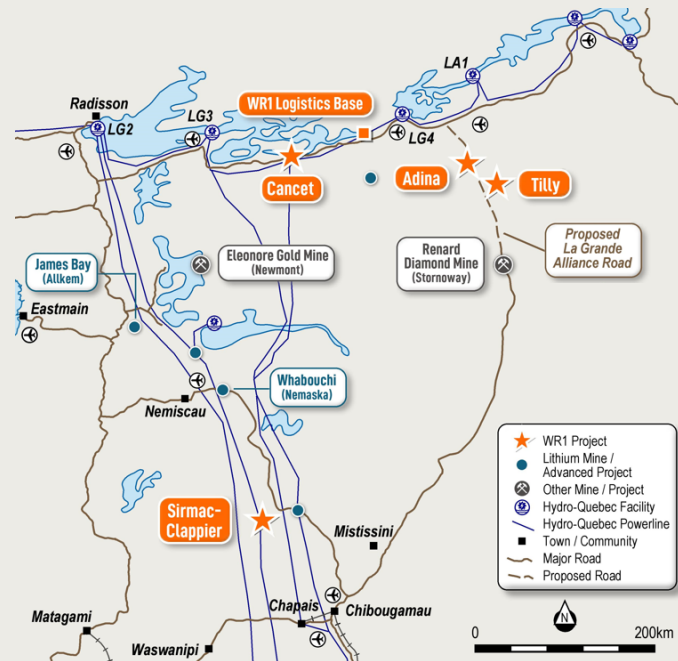 LA1
Radisson
WR1 Logistics Base
LG2
LG3
LG4
Cancet
Adina
Tilly
Proposed
La Grande
Alliance Road
Eleonore Gold Mine
(Newmont)
Renard
Diamond Mine
(Stornoway)
James Bay
(Allkem)
Eastmain
Whabouchi
(Nemaska)
Nemiscau
Sirmac-
Clappier
Mistissini
Chapais
Chibougamau
Matagami
Waswanipi
WR1 Project
Lithium Mine /
Advanced Project
Other Mine / Project
Hydro-Quebec Facility
Hydro-Quebec Powerline
Town / Community
Major Road
Proposed Road
N
0 200km